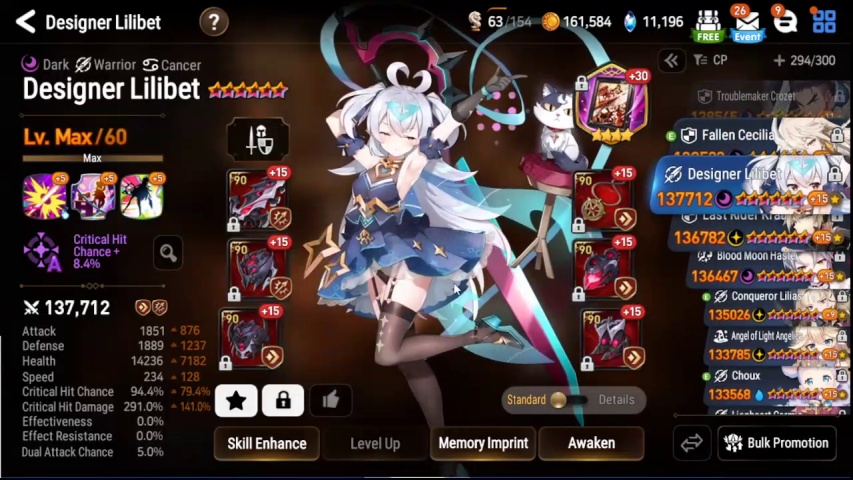 Designer Lilibet
?
63/154
161,584
11,196
FREE
26
Event
9
Dark Warrior Cancer
Designer Lilibet
CP
294/300
Lv. Max/60
Max
+5 +5 +5
Critical Hit
Chance +
8.4%
A
137,712
Attack 1851 876
Defense 1889 1237
Health 14236 7182
Speed 234 128
Critical Hit Chance 94.4% 79.4%
Critical Hit Damage 291.0% 141.0%
Effectiveness 0.0%
Effect Resistance 0.0%
Dual Attack Chance 5.0%
+30
90 +15
90 +15
90 +15
90 +15
90 +15
90 +15
Standard Details
Skill Enhance
Level Up
Memory Imprint
Awaken
Bulk Promotion
Troublemaker Crozet
Fallen Cecilia
Designer Lilibet
137712 +15
136782 +15
136467 +15
Conqueror Lilias
135026 +15
Angel of Light Angelica
133785 +15
Choux
133568 +15